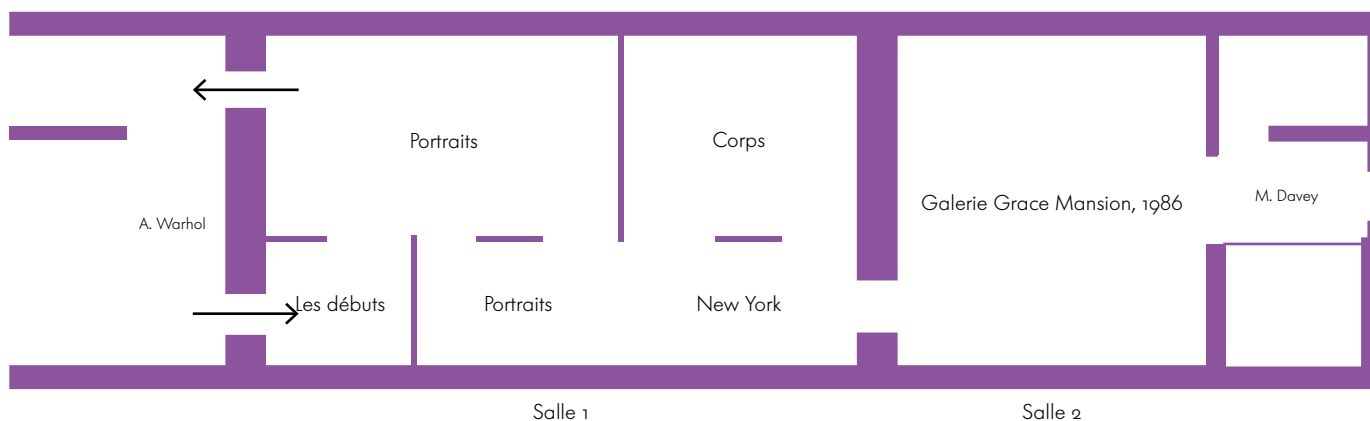 Portraits
Corps
A. Warhol
Galerie Grace Mansion, 1986
M. Davey
Les débuts
Portraits
New York
Salle 1
Salle 2